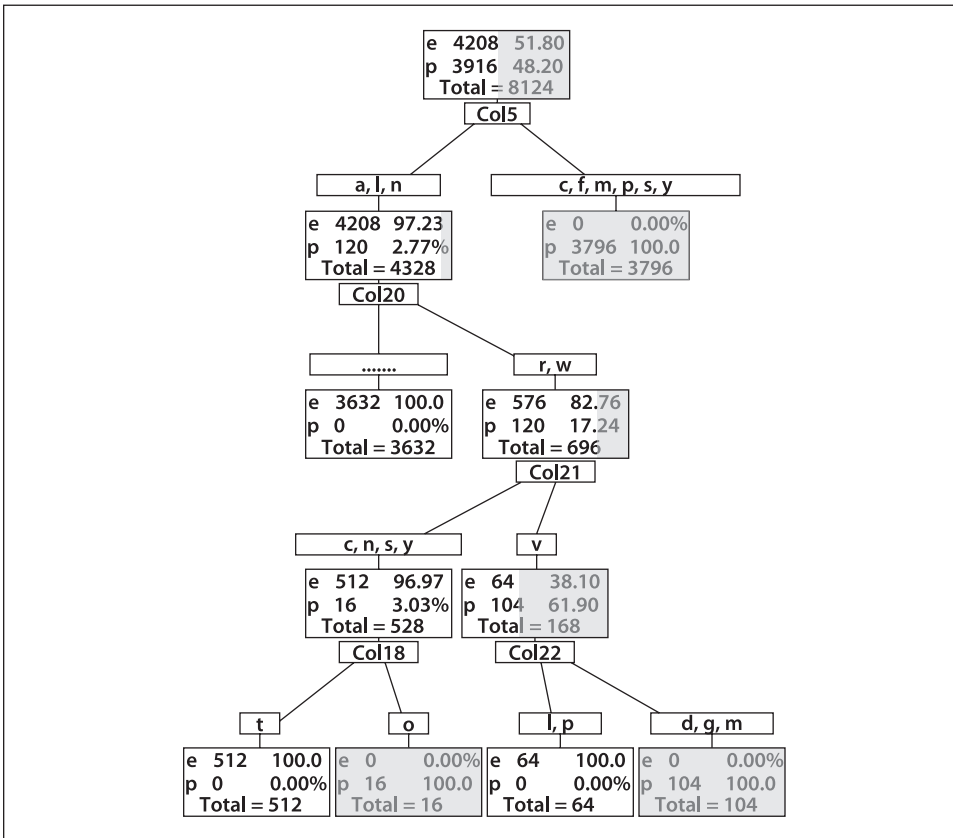 e 4208 51.80
p 3916 48.20
Total = 8124
Col5
a, l, n
c, f, m, p, s, y
e 4208 97.23
p 120 2.77%
Total = 4328
e 0 0.00%
p 3796 100.0
Total = 3796
Col20
.......
r, w
e 3632 100.0
p 0 0.00%
Total = 3632
e 576 82.76
p 120 17.24
Total = 696
Col21
c, n, s, y
v
e 512 96.97
p 16 3.03%
Total = 528
e 64 38.10
p 104 61.90
Total = 168
Col18
Col22
t
o
l, p
d, g, m
e 512 100.0
p 0 0.00%
Total = 512
e 0 0.00%
p 16 100.0
Total = 16
e 64 100.0
p 0 0.00%
Total = 64
e 0 0.00%
p 104 100.0
Total = 104